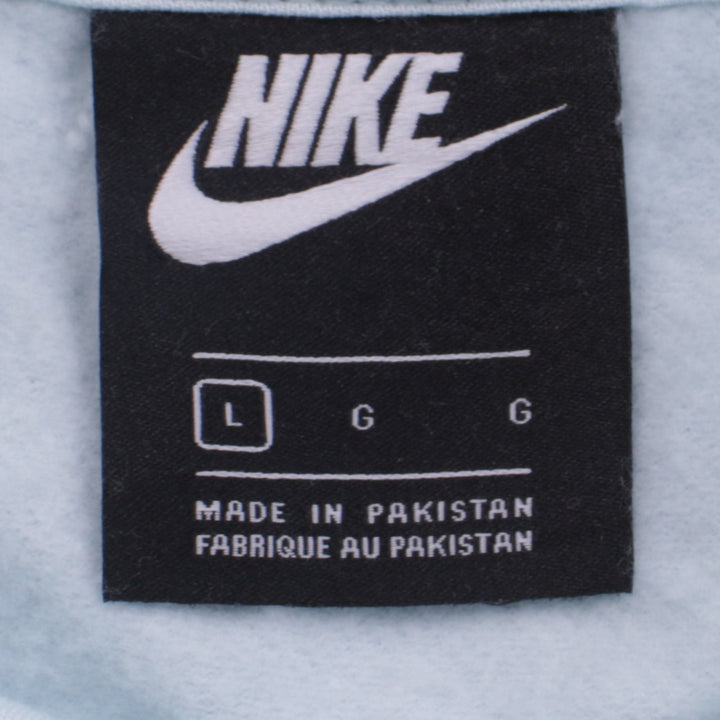 NIKE
L G G
MADE IN PAKISTAN
FABRIQUE AU PAKISTAN